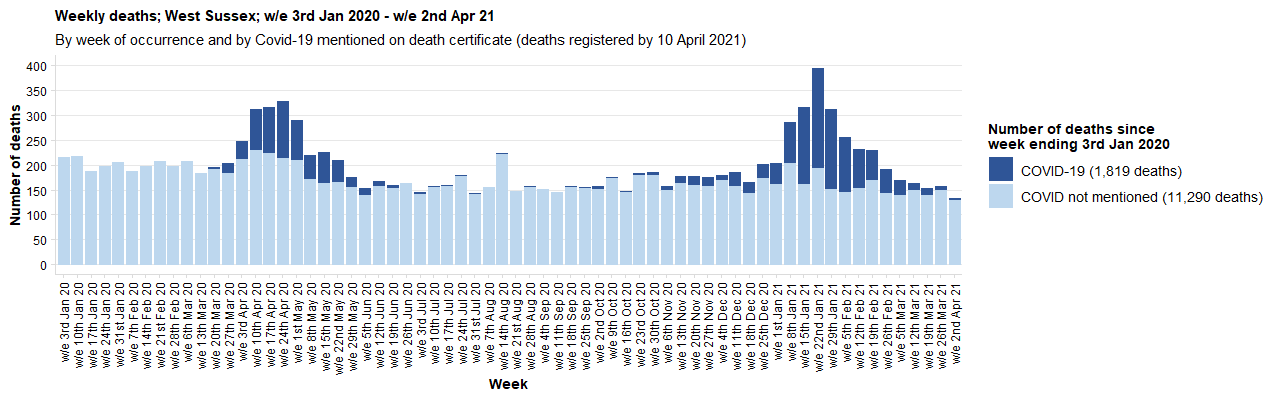 Weekly deaths; West Sussex; w/e 3rd Jan 2020 - w/e 2nd Apr 21
By week of occurrence and by Covid-19 mentioned on death certificate (deaths registered by 10 April 2021)
Number of deaths
400
350
300
250
200
150
100
50
0
w/e 3rd Jan 20
w/e 10th Jan 20
w/e 17th Jan 20
w/e 24th Jan 20
w/e 31st Jan 20
w/e 7th Feb 20
w/e 14th Feb 20
w/e 21st Feb 20
w/e 28th Feb 20
w/e 6th Mar 20
w/e 13th Mar 20
w/e 20th Mar 20
w/e 27th Mar 20
w/e 3rd Apr 20
w/e 10th Apr 20
w/e 17th Apr 20
w/e 24th Apr 20
w/e 1st May 20
w/e 8th May 20
w/e 15th May 20
w/e 22nd May 20
w/e 29th May 20
w/e 5th Jun 20
w/e 12th Jun 20
w/e 19th Jun 20
w/e 26th Jun 20
w/e 3rd Jul 20
w/e 10th Jul 20
w/e 17th Jul 20
w/e 24th Jul 20
w/e 31st Jul 20
w/e 7th Aug 20
w/e 14th Aug 20
w/e 21st Aug 20
w/e 28th Aug 20
w/e 4th Sep 20
w/e 11th Sep 20
w/e 18th Sep 20
w/e 25th Sep 20
w/e 2nd Oct 20
w/e 9th Oct 20
w/e 16th Oct 20
w/e 23rd Oct 20
w/e 30th Oct 20
w/e 6th Nov 20
w/e 13th Nov 20
w/e 20th Nov 20
w/e 27th Nov 20
w/e 4th Dec 20
w/e 11th Dec 20
w/e 18th Dec 20
w/e 25th Dec 20
w/e 1st Jan 21
w/e 8th Jan 21
w/e 15th Jan 21
w/e 22nd Jan 21
w/e 29th Jan 21
w/e 5th Feb 21
w/e 12th Feb 21
w/e 19th Feb 21
w/e 26th Feb 21
w/e 5th Mar 21
w/e 12th Mar 21
w/e 19th Mar 21
w/e 26th Mar 21
w/e 2nd Apr 21
Week
Number of deaths since
week ending 3rd Jan 2020
COVID-19 (1,819 deaths)
COVID not mentioned (11,290 deaths)